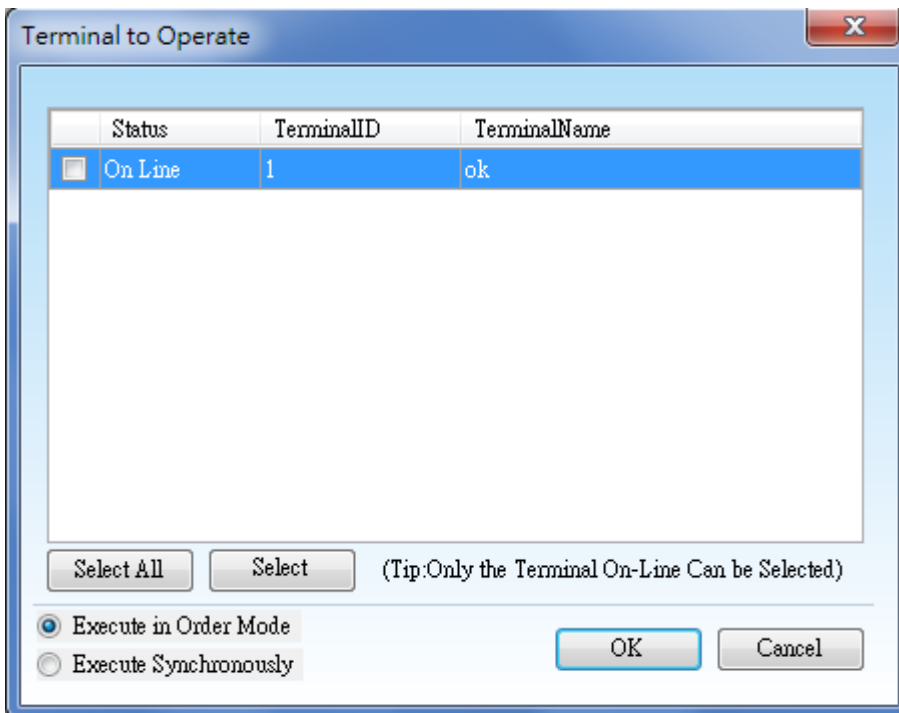 Terminal to Operate
Status TerminalID TerminalName
On Line 1 ok
Select All Select (Tip:Only the Terminal On-Line Can be Selected)
Execute in Order Mode
Execute Synchronously
OK Cancel